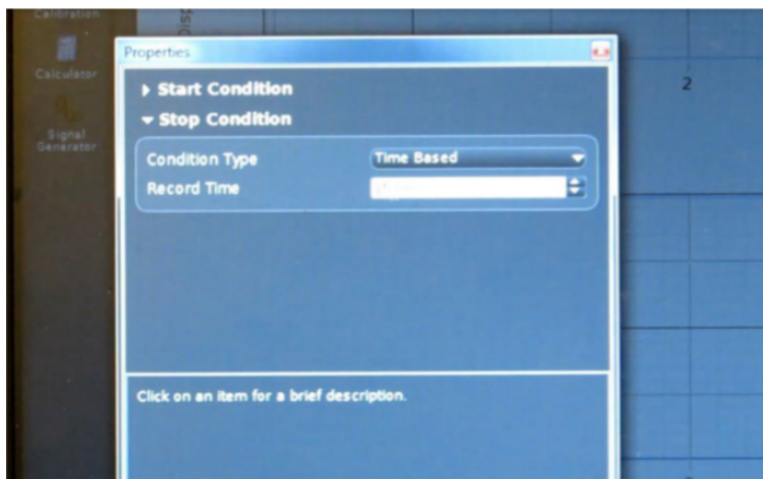 Calibration
Disp
Properties
Calculator
Start Condition
2
Stop Condition
Signal
Generator
Condition Type
Time Based
Record Time
Click on an item for a brief description.